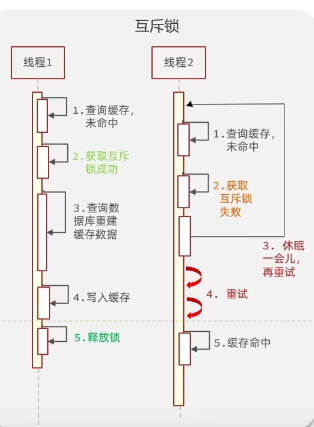 互斥锁
线程1
线程2
1.查询缓存，
未命中
2.获取互斥
锁成功
3.查询数
据库重建
缓存数据
4.写入缓存
5.释放锁
1.查询缓存，
未命中
2.获取
互斥锁
失败
3. 休眠
一会儿，
再重试
4. 重试
5.缓存命中